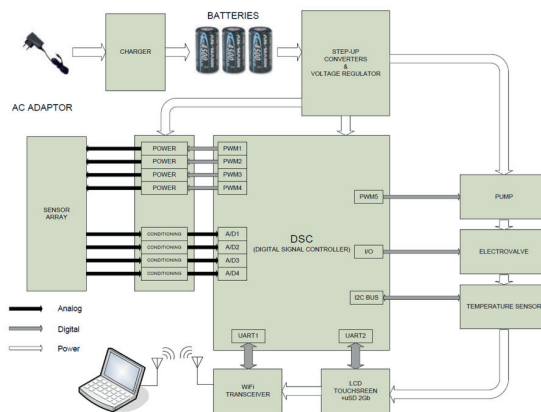 BATTERIES
CHARGER
STEP-UP
CONVERTERS
&
VOLTAGE REGULATOR
AC ADAPTOR
POWER
PWM1
POWER
PWM2
POWER
PWM3
POWER
PWM4
SENSOR
ARRAY
CONDITIONING
A/D1
CONDITIONING
A/D2
CONDITIONING
A/D3
CONDITIONING
A/D4
DSC
(DIGITAL SIGNAL CONTROLLER)
PWM5
PUMP
I/O
ELECTROVALVE
I2C BUS
TEMPERATURE SENSOR
Analog
Digital
Power
UART1
UART2
WIFI
TRANSCEIVER
LCD
TOUCHSREEN
+uSD 2Gb